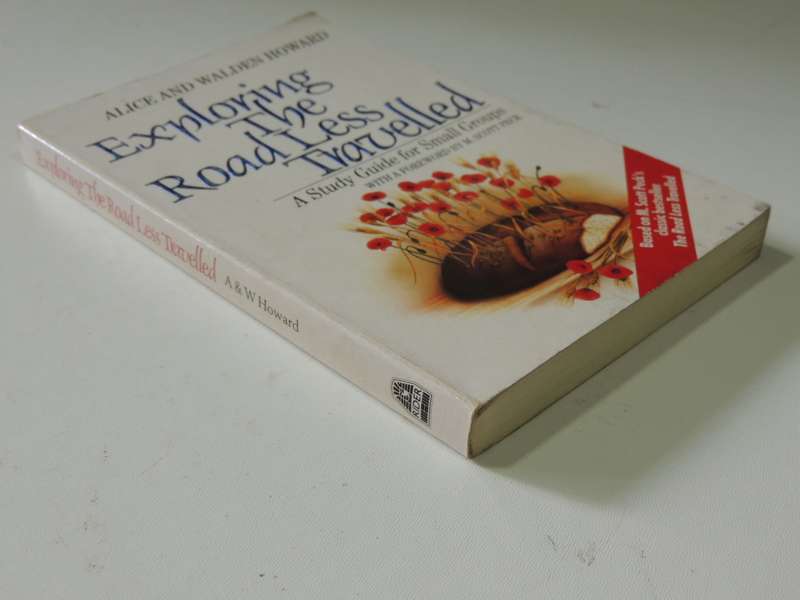 ALICE AND WALDEN HOWARD
Exploring
The
Road Less
Travelled
A Study Guide for Small Groups
WITH A FOREWORD BY M. SCOTT PECK
Based on M. Scott Peck's
classic bestseller
The Road Less Travelled
Exploring The Road Less Travelled A & W Howard
RIDER